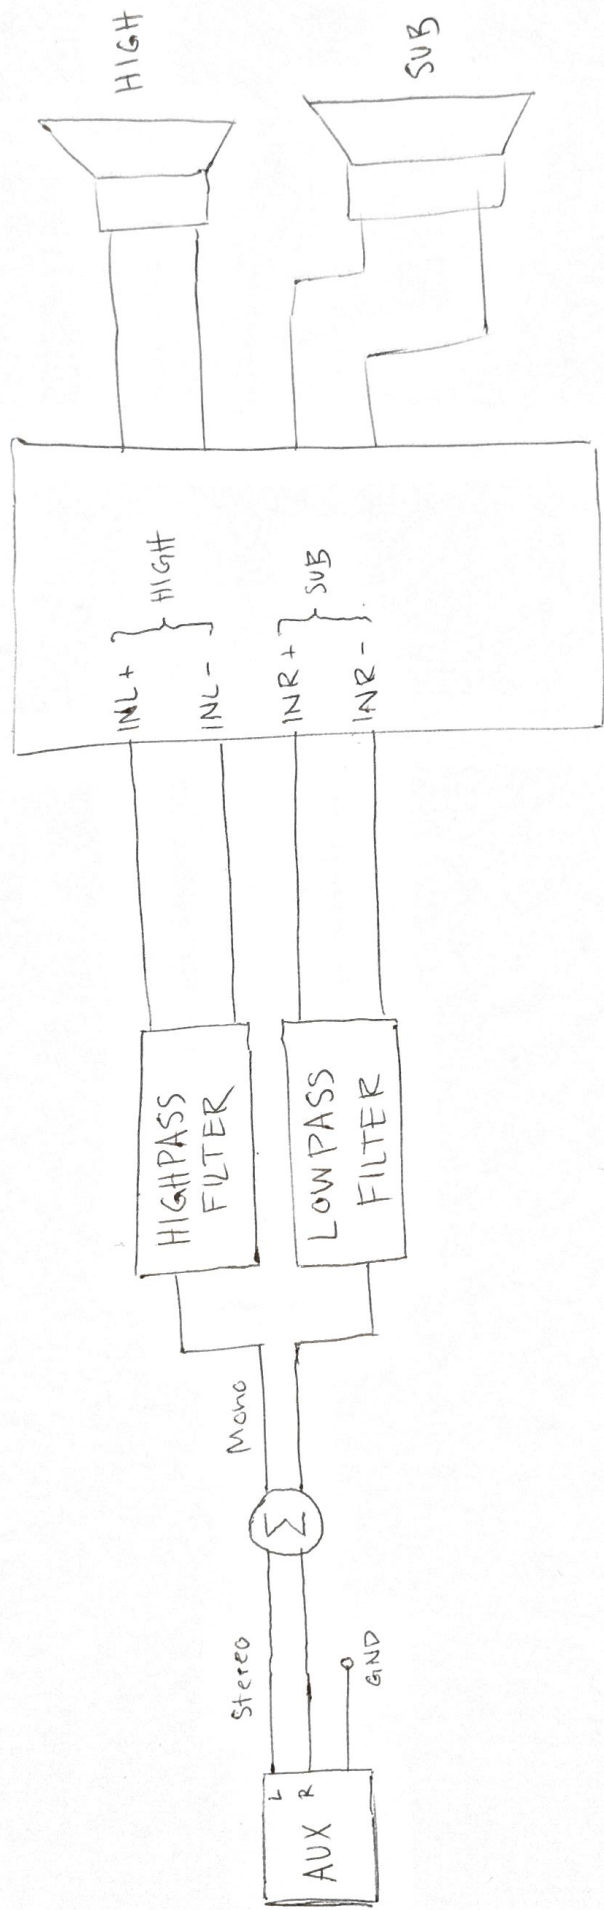 AUX
L
R
Stereo
GND
Σ
Mono
HIGHPASS
FILTER
LOWPASS
FILTER
INL+
INL-
HIGH
INR+
INR-
SUB
HIGH
SUB